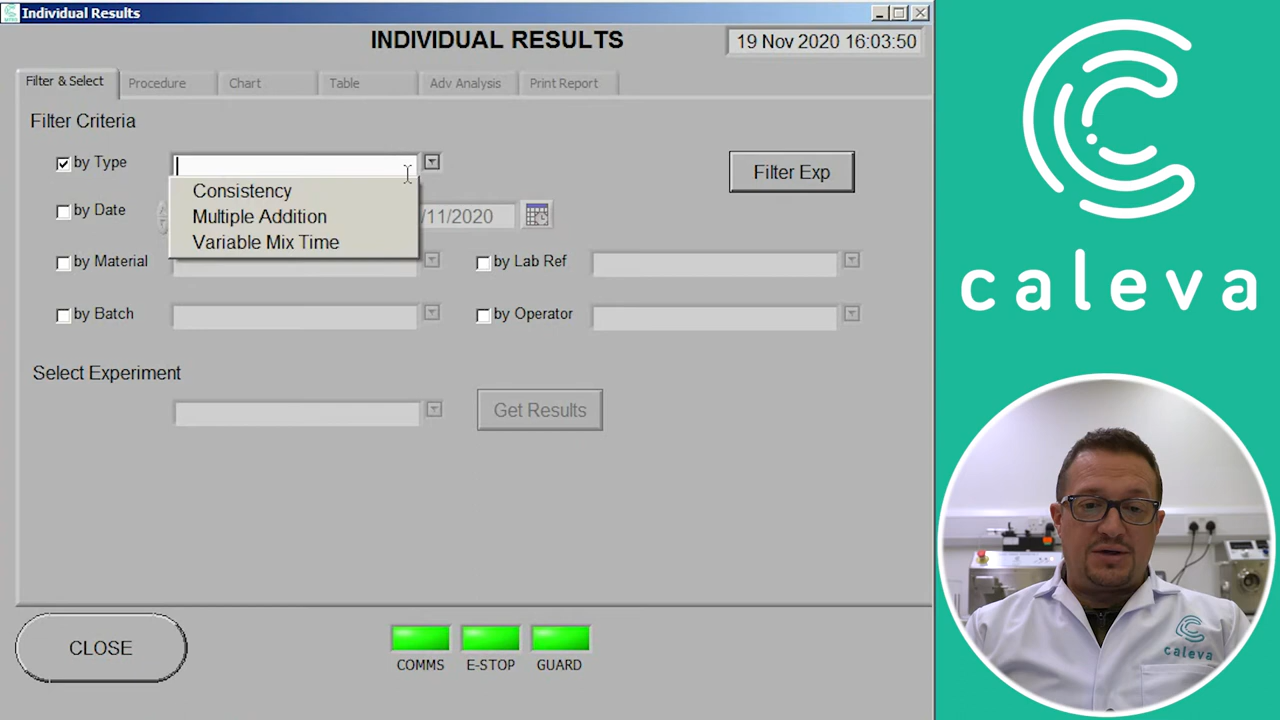 Individual Results
INDIVIDUAL RESULTS
19 Nov 2020 16:03:50
Filter & Select
Procedure
Chart
Table
Adv Analysis
Print Report
Filter Criteria
by Type
Filter Exp
Consistency
Multiple Addition
Variable Mix Time
by Date
/11/2020
by Material
by Lab Ref
by Batch
by Operator
Select Experiment
Get Results
CLOSE
COMMS
E-STOP
GUARD
caleva
caleva